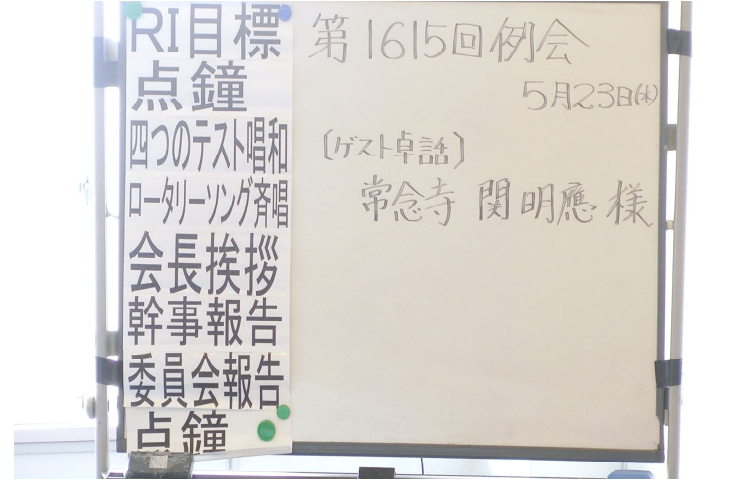 RI目標
点鐘
四つのテスト唱和
ロータリーソング斉唱
会長挨拶
幹事報告
委員会報告
点鐘
第1615回例会
5月23日(木)
〔ゲスト卓話〕
常念寺 関明應様